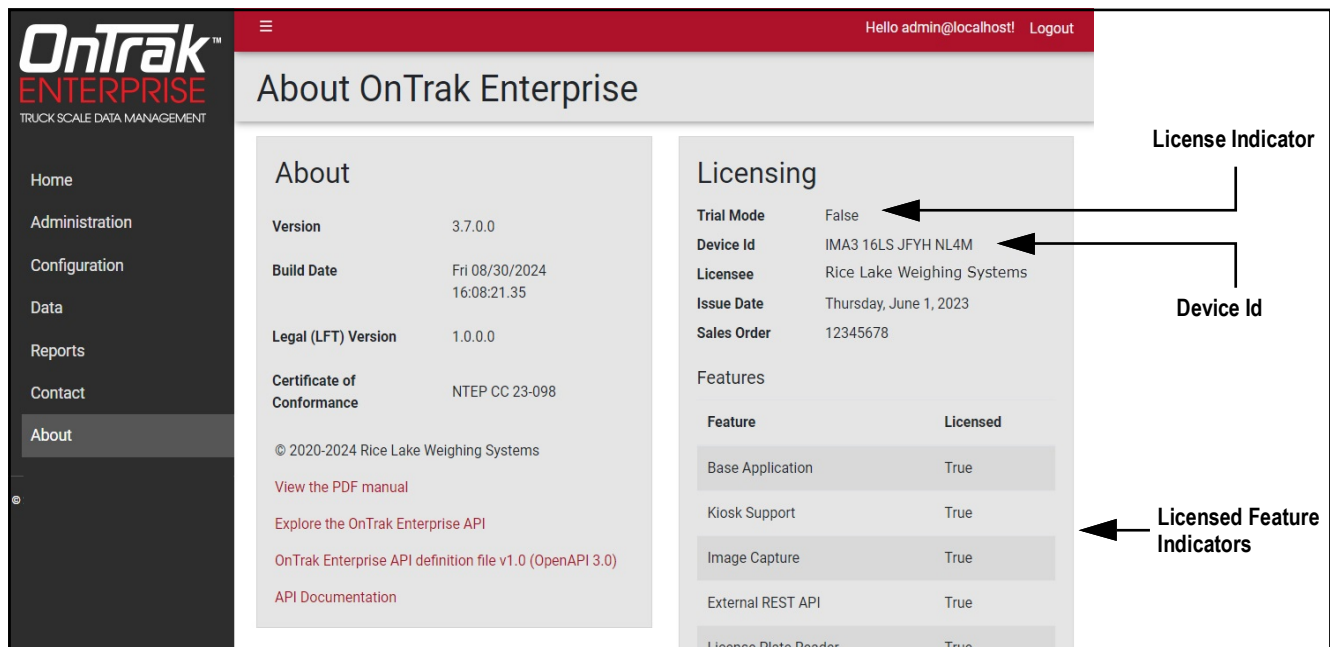 OnTrak™
ENTERPRISE
TRUCK SCALE DATA MANAGEMENT
Home
Administration
Configuration
Data
Reports
Contact
About
©
Hello admin@localhost! Logout
About OnTrak Enterprise
About
Version 3.7.0.0
Build Date Fri 08/30/2024
16:08:21.35
Legal (LFT) Version 1.0.0.0
Certificate of
Conformance NTEP CC 23-098
© 2020-2024 Rice Lake Weighing Systems
View the PDF manual
Explore the OnTrak Enterprise API
OnTrak Enterprise API definition file v1.0 (OpenAPI 3.0)
API Documentation
Licensing
Trial Mode False
Device Id IMA3 16LS JFYH NL4M
Licensee Rice Lake Weighing Systems
Issue Date Thursday, June 1, 2023
Sales Order 12345678
Features
Feature Licensed
Base Application True
Kiosk Support True
Image Capture True
External REST API True
License Plate Reader True
License Indicator
Device Id
Licensed Feature
Indicators